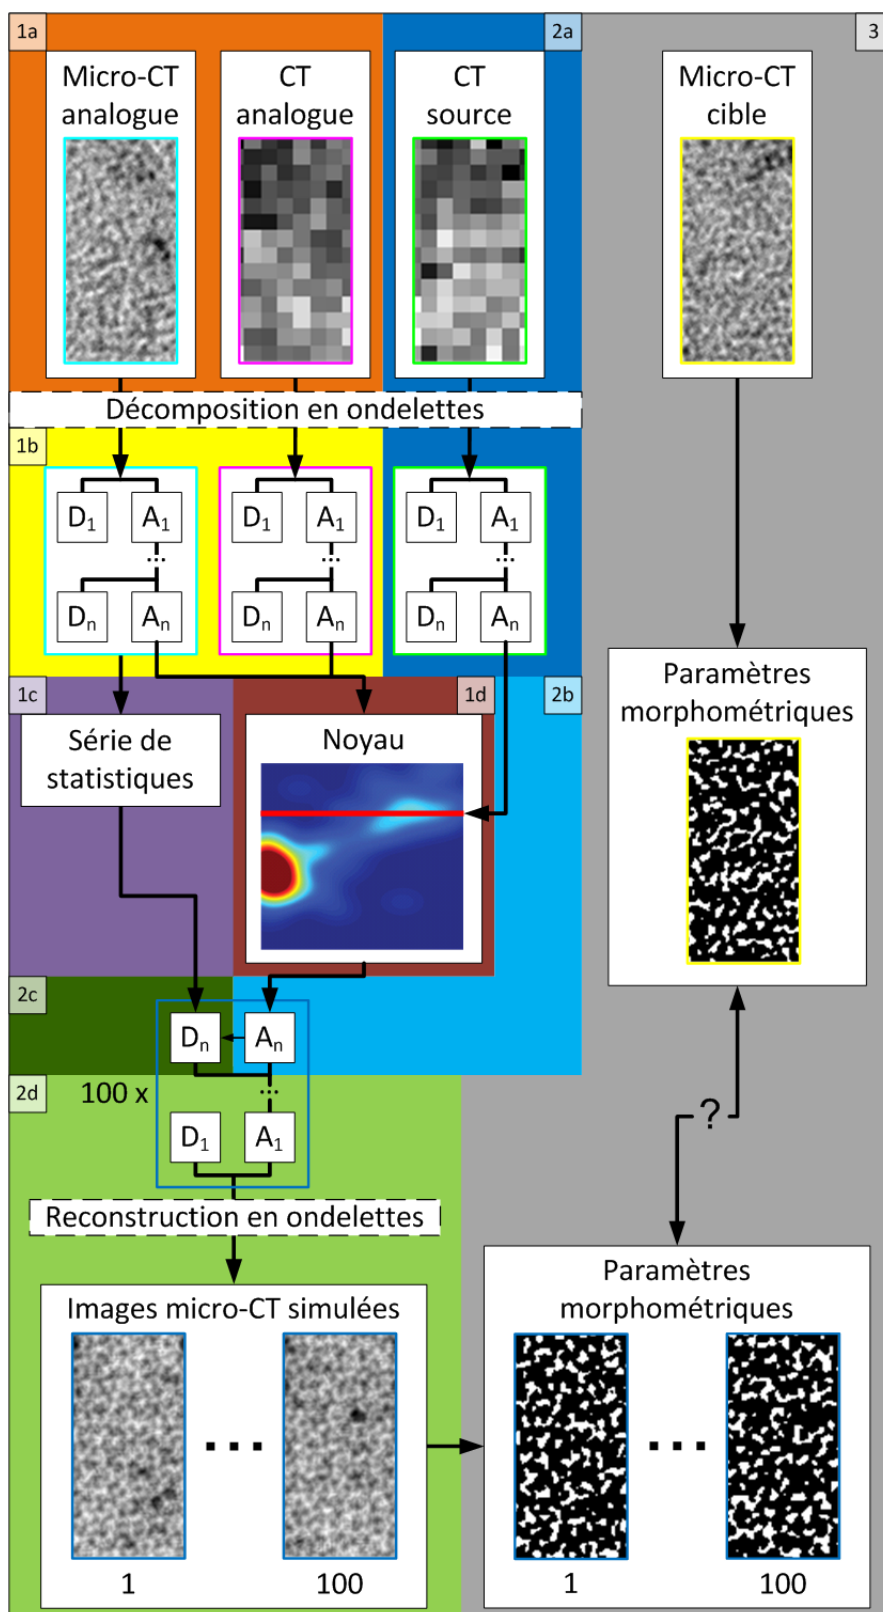 1a
2a
3
Micro-CT
analogue
CT
analogue
CT
source
Micro-CT
cible
Décomposition en ondelettes
1b
D1
A1
D1
A1
D1
A1
...
...
...
Dn
An
Dn
An
Dn
An
1c
1d
2b
Série de
statistiques
Noyau
Paramètres
morphométriques
2c
Dn
An
2d
100 x
...
D1
A1
?
Reconstruction en ondelettes
Images micro-CT simulées
...
1
100
Paramètres
morphométriques
...
1
100